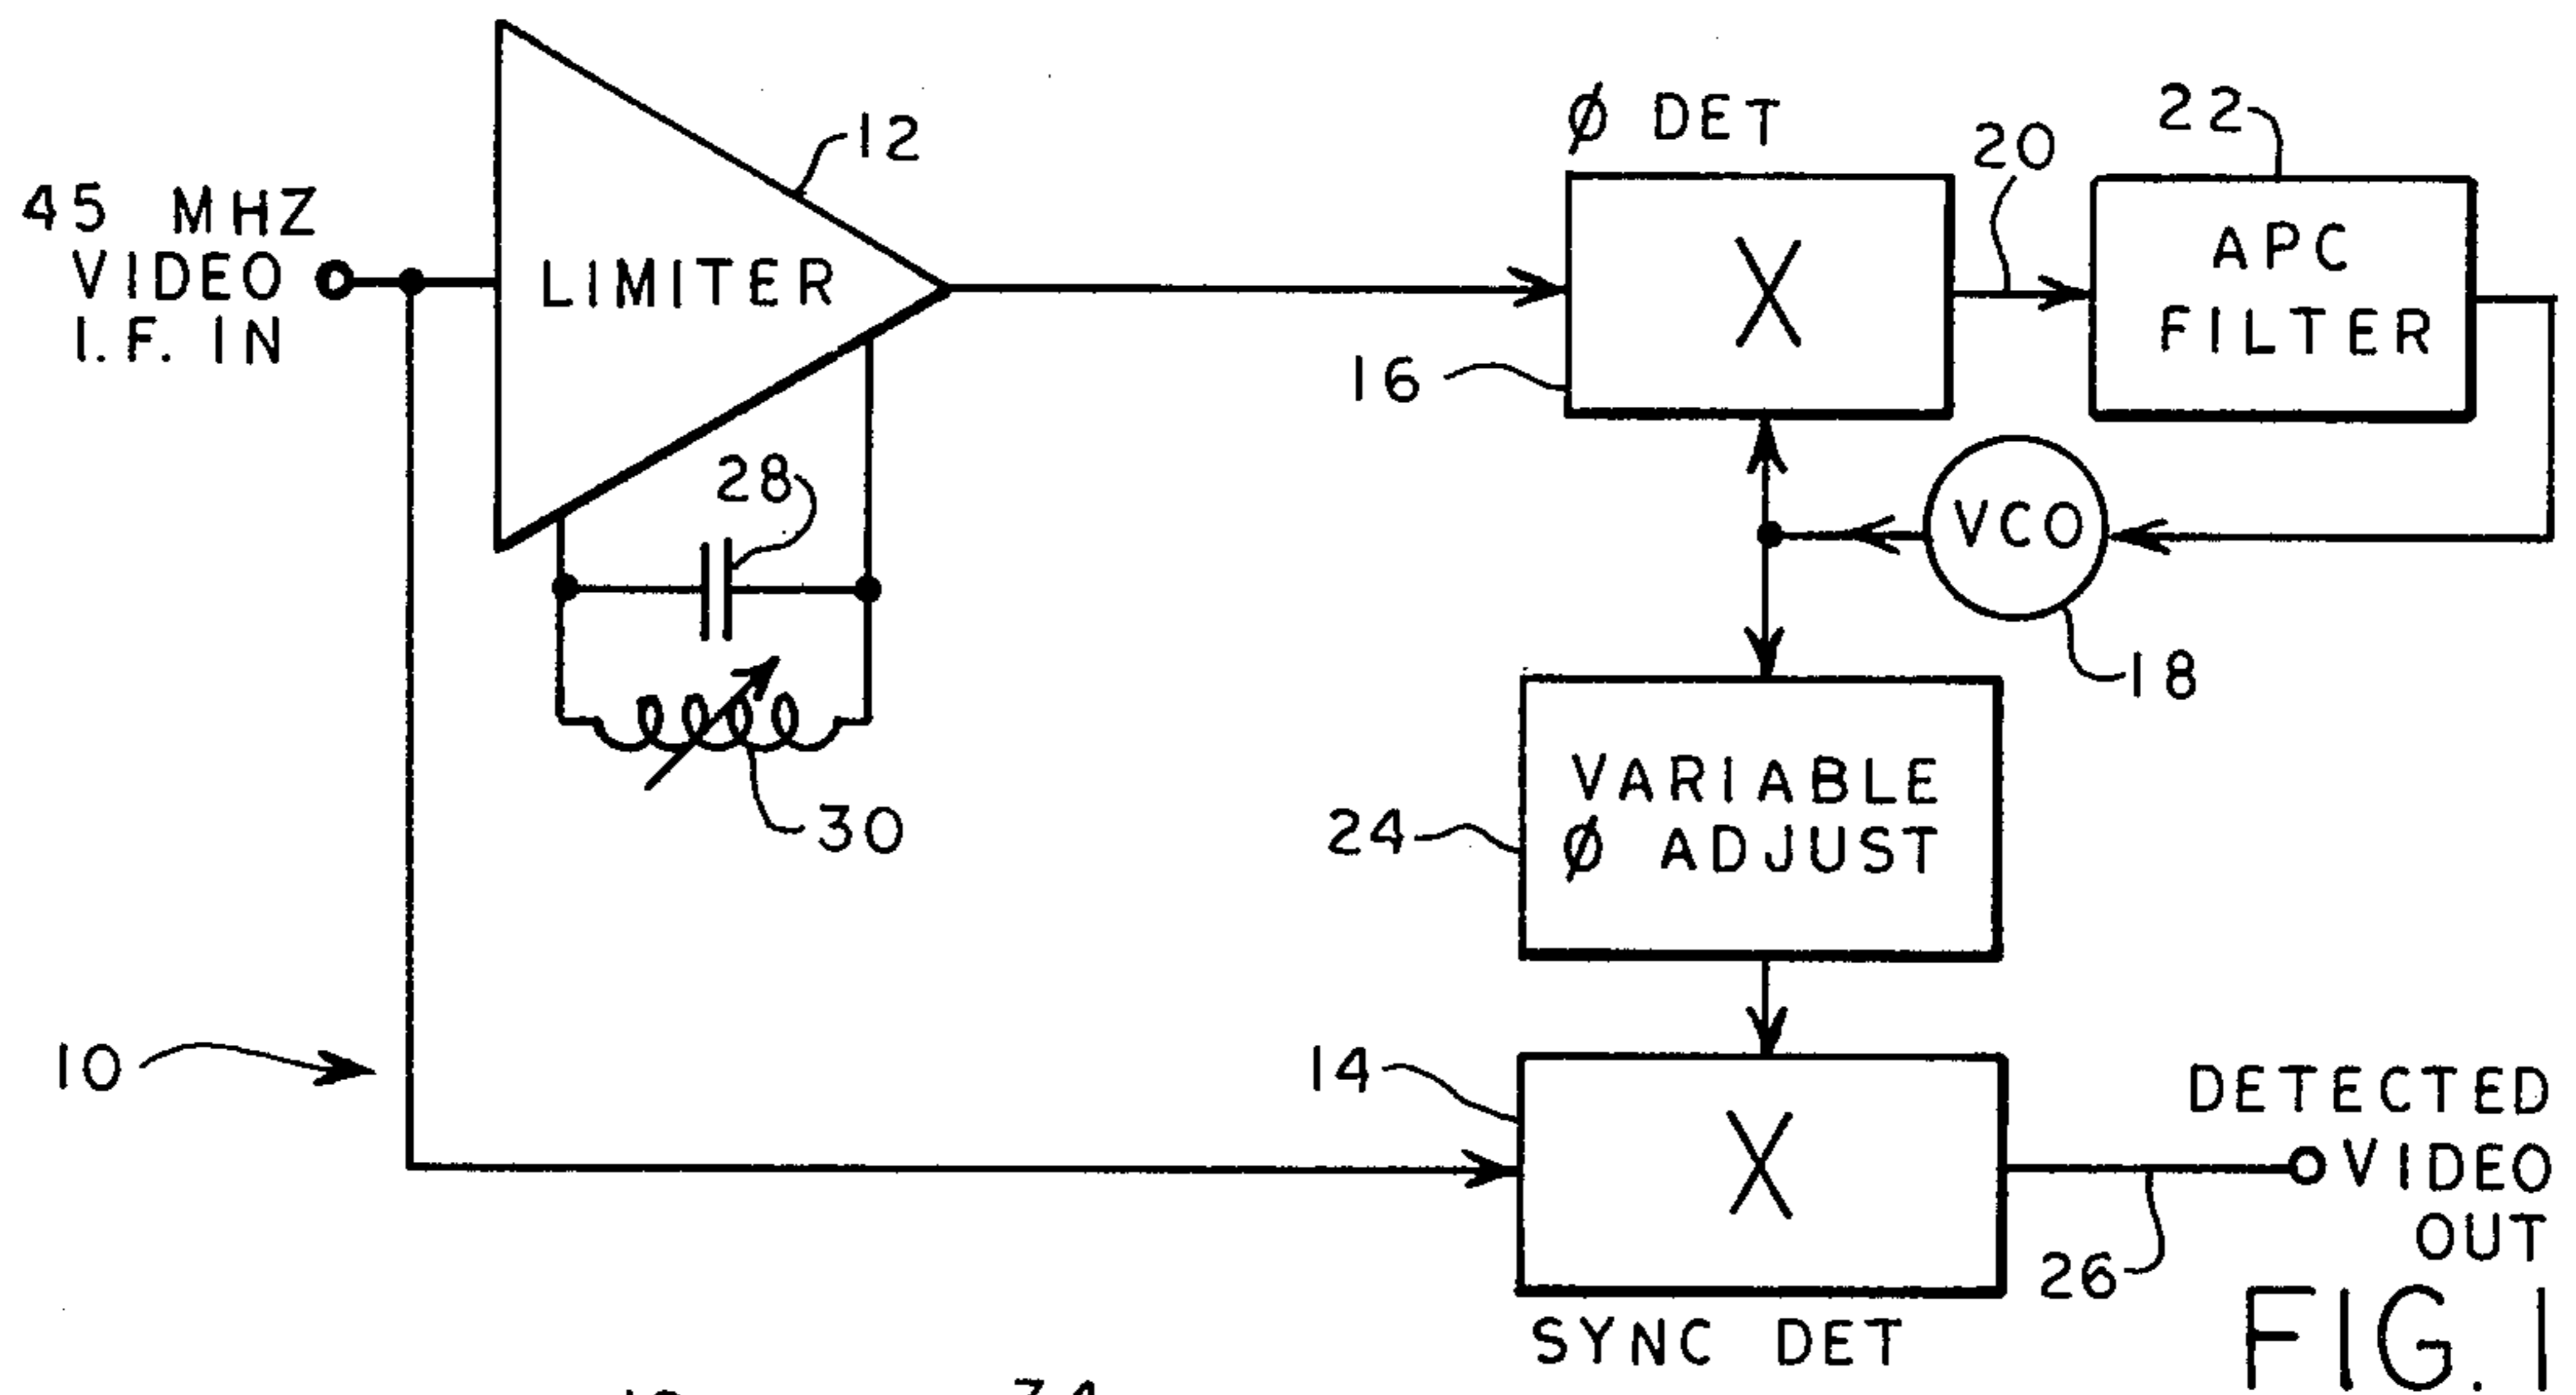 45 MHZ
VIDEO
I.F. IN
LIMITER
12
28
30
Ø DET
X
16
20
22
APC
FILTER
VCO
18
VARIABLE
Ø ADJUST
24
10
14
X
SYNC DET
DETECTED
VIDEO
OUT
26
FIG. 1